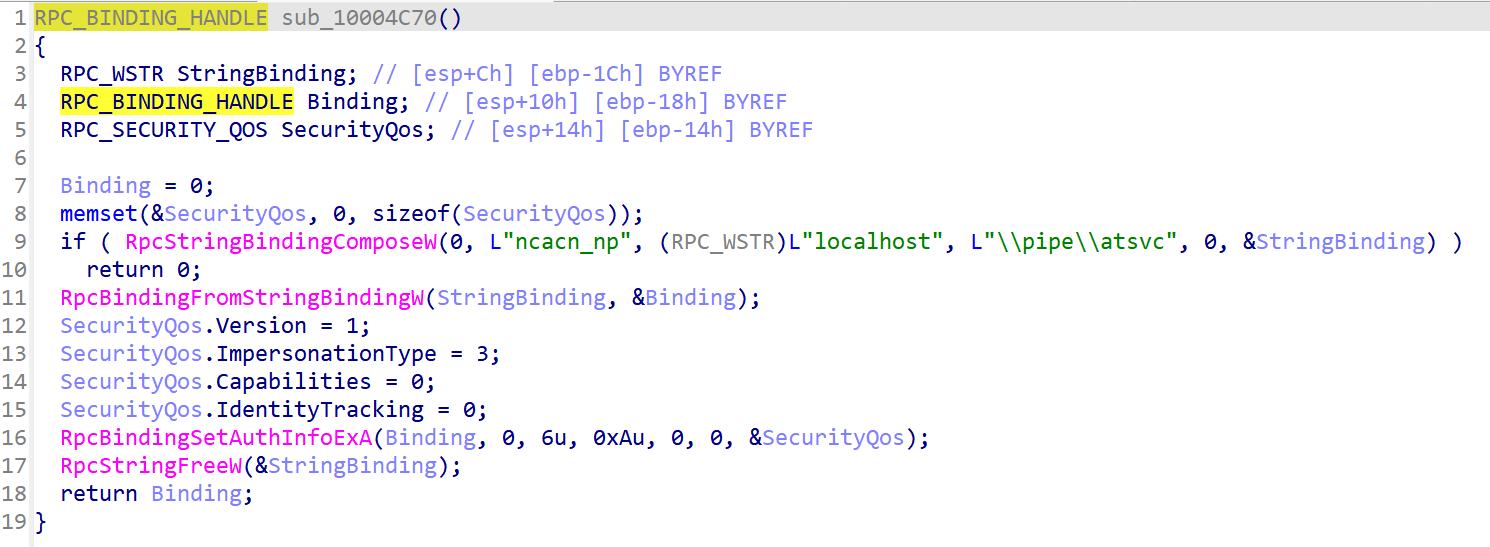 1 RPC_BINDING_HANDLE sub_10004C70()
2 {
3 RPC_WSTR StringBinding; // [esp+Ch] [ebp-1Ch] BYREF
4 RPC_BINDING_HANDLE Binding; // [esp+10h] [ebp-18h] BYREF
5 RPC_SECURITY_QOS SecurityQos; // [esp+14h] [ebp-14h] BYREF
6
7 Binding = 0;
8 memset(&SecurityQos, 0, sizeof(SecurityQos));
9 if ( RpcStringBindingComposeW(0, L"ncacn_np", (RPC_WSTR)L"localhost", L"\\pipe\\atsvc", 0, &StringBinding) )
10 return 0;
11 RpcBindingFromStringBindingW(StringBinding, &Binding);
12 SecurityQos.Version = 1;
13 SecurityQos.ImpersonationType = 3;
14 SecurityQos.Capabilities = 0;
15 SecurityQos.IdentityTracking = 0;
16 RpcBindingSetAuthInfoExA(Binding, 0, 6u, 0xAu, 0, 0, &SecurityQos);
17 RpcStringFreeW(&StringBinding);
18 return Binding;
19 }